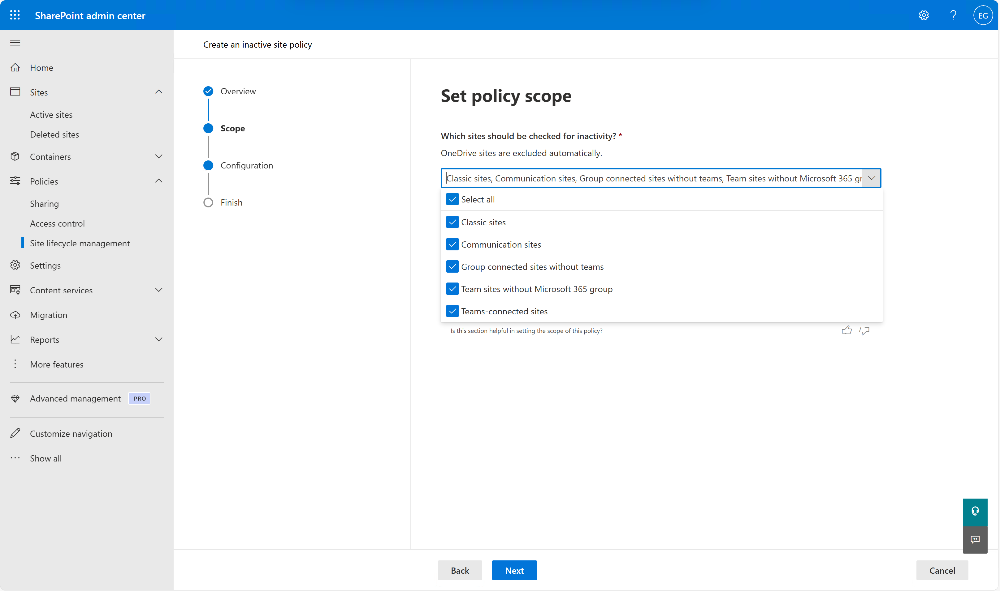 SharePoint admin center
EG
Create an inactive site policy
Home
Sites
Active sites
Deleted sites
Containers
Policies
Sharing
Access control
Site lifecycle management
Settings
Content services
Migration
Reports
More features
Advanced management PRO
Customize navigation
Show all
Overview
Scope
Configuration
Finish
Set policy scope
Which sites should be checked for inactivity? *
OneDrive sites are excluded automatically.
Classic sites, Communication sites, Group connected sites without teams, Team sites without Microsoft 365 gr
Select all
Classic sites
Communication sites
Group connected sites without teams
Team sites without Microsoft 365 group
Teams-connected sites
Is this section helpful in setting the scope of this policy?
Back
Next
Cancel